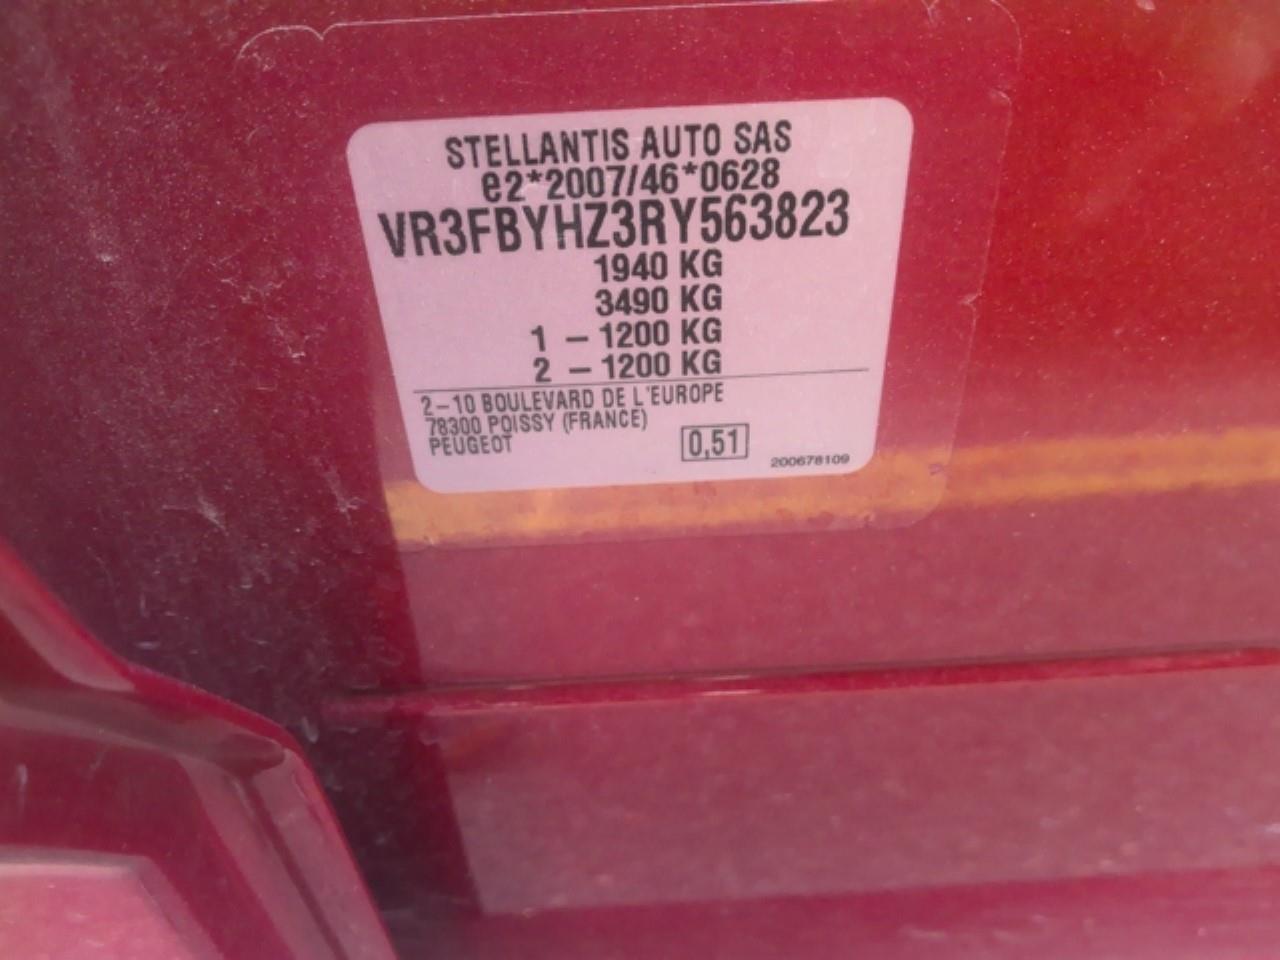 STELLANTIS AUTO SAS
e2*2007/46*0628
VR3FBYHZ3RY563823
1940 KG
3490 KG
1 – 1200 KG
2 – 1200 KG
2–10 BOULEVARD DE L'EUROPE
78300 POISSY (FRANCE)
PEUGEOT
0,51
200678109